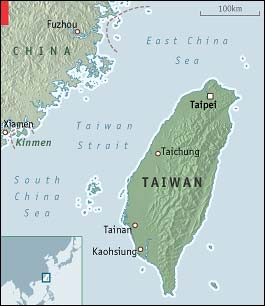 100km
Fuzhou
East China
Sea
CHINA
Taipei
Xiamen
Kinmen
Taiwan
Strait
Taichung
TAIWAN
South
China
Sea
Tainan
Kaohsiung